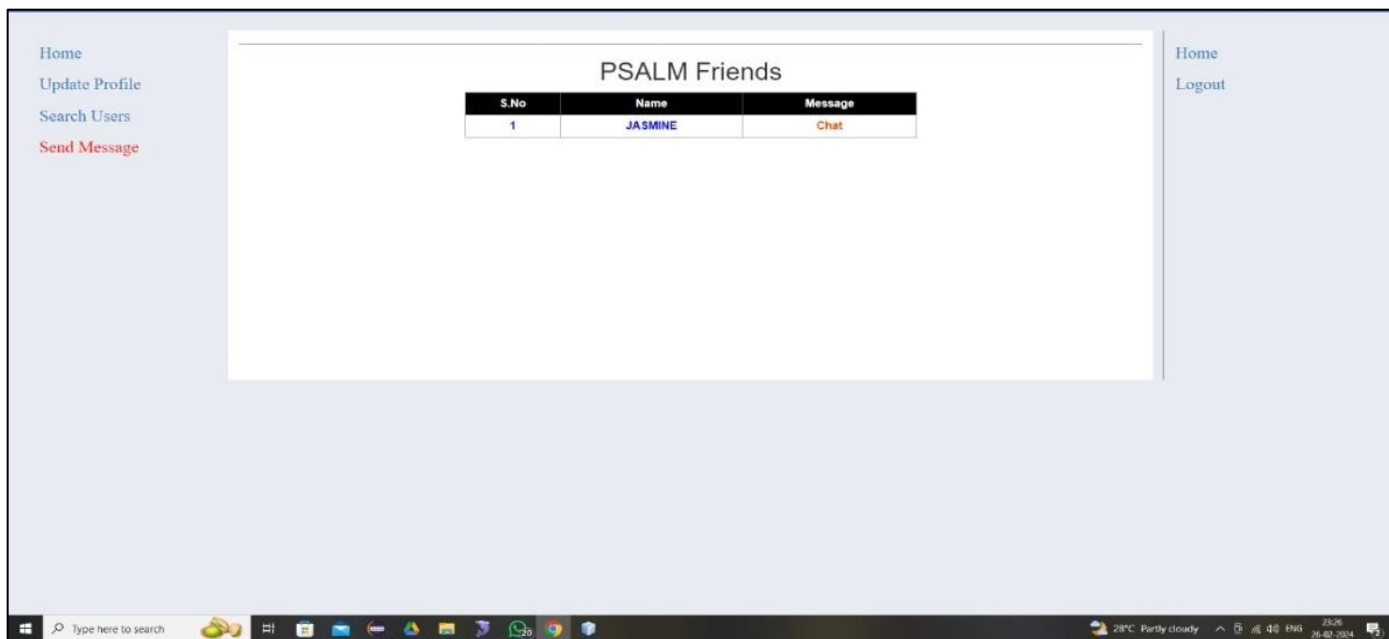 Home
Update Profile
Search Users
Send Message
PSALM Friends
S.No Name Message
1 JASMINE Chat
Home
Logout
Type here to search
20
28°C Partly cloudy
ENG
23:26
26-02-2024